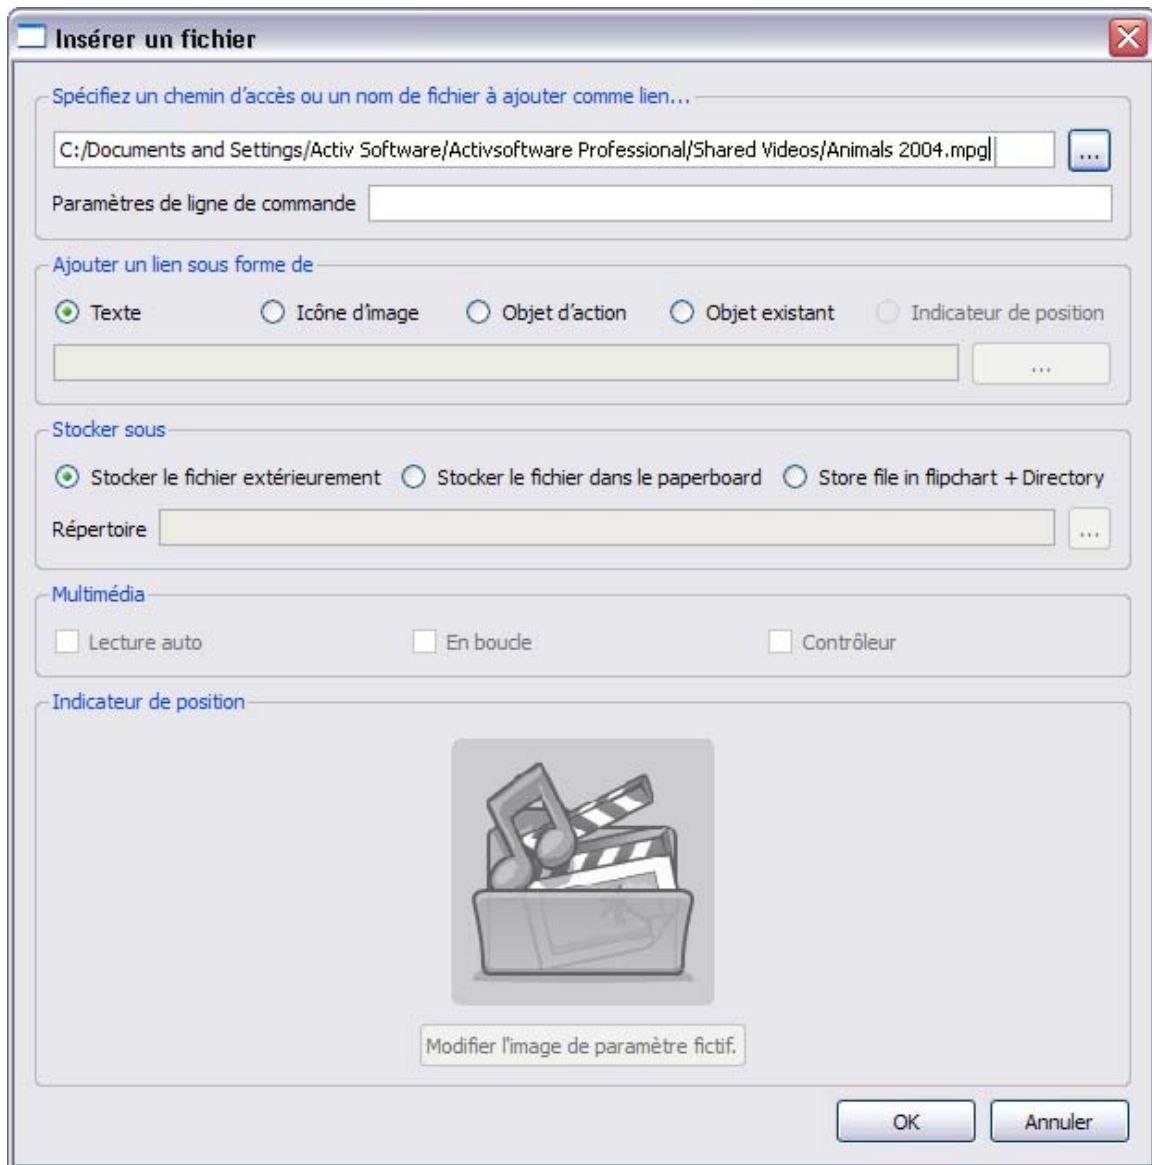 Insérer un fichier
Spécifiez un chemin d'accès ou un nom de fichier à ajouter comme lien...
C:/Documents and Settings/Activ Software/Activsoftware Professional/Shared Videos/Animals 2004.mpg
...
Paramètres de ligne de commande
Ajouter un lien sous forme de
Texte Icône d'image Objet d'action Objet existant Indicateur de position
...
Stocker sous
Stocker le fichier extérieurement Stocker le fichier dans le paperboard Store file in flipchart + Directory
Répertoire ...
Multimédia
Lecture auto En boucle Contrôleur
Indicateur de position
Modifier l'image de paramètre fictif.
OK Annuler